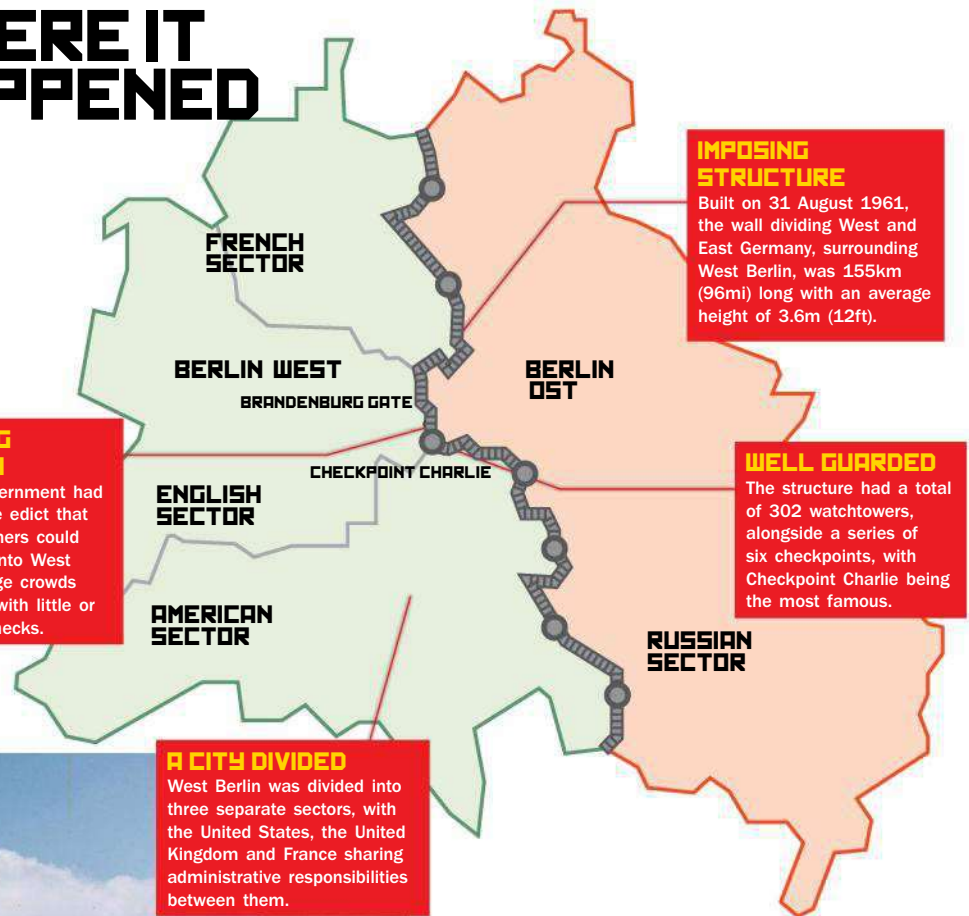 ERE IT
PPENED
IMPOSING
STRUCTURE
Built on 31 August 1961,
the wall dividing West and
East Germany, surrounding
West Berlin, was 155km
(96mi) long with an average
height of 3.6m (12ft).
FRENCH
SECTOR
BERLIN WEST
BRANDENBURG GATE
BERLIN
OST
CHECKPOINT CHARLIE
ENGLISH
SECTOR
G
ernment had
e edict that
ners could
nto West
ge crowds
with little or
hecks.
WELL GUARDED
The structure had a total
of 302 watchtowers,
alongside a series of
six checkpoints, with
Checkpoint Charlie being
the most famous.
AMERICAN
SECTOR
RUSSIAN
SECTOR
A CITY DIVIDED
West Berlin was divided into
three separate sectors, with
the United States, the United
Kingdom and France sharing
administrative responsibilities
between them.